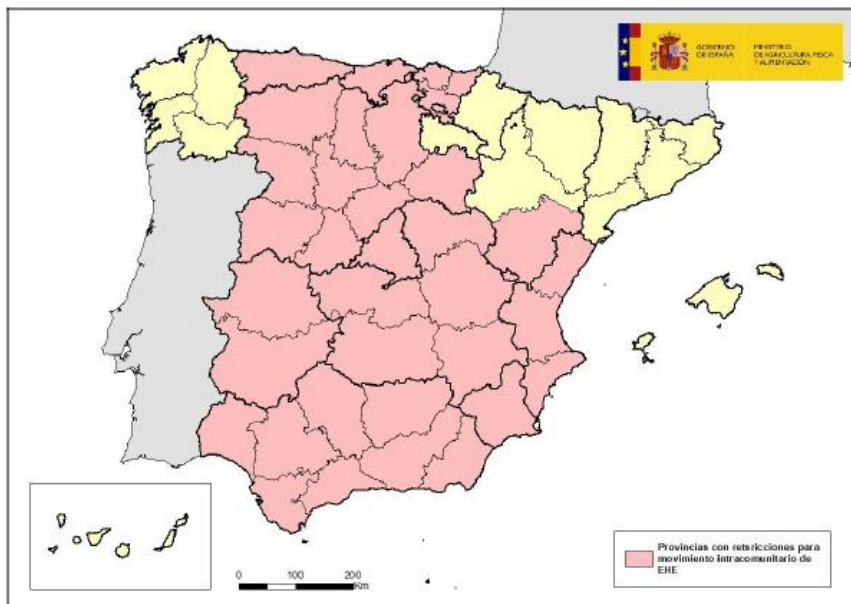 GOBIERNO
DE ESPAÑA
MINISTERIO
DE AGRICULTURA, PESCA
Y ALIMENTACIÓN
Provincias con retsricciones para
movimiento intracomunitario de
EHE
0 100 200
Km